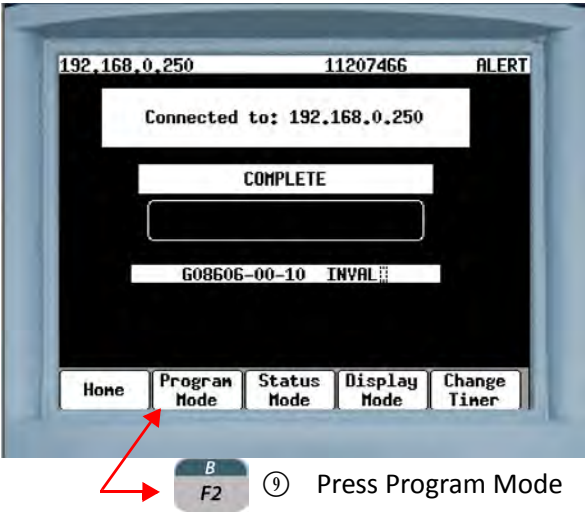 192.168.0.250 11207466 ALERT
Connected to: 192.168.0.250
COMPLETE
G08606-00-10 INVAL
Home Program Mode Status Mode Display Mode Change Timer
B
F2 ⑨ Press Program Mode